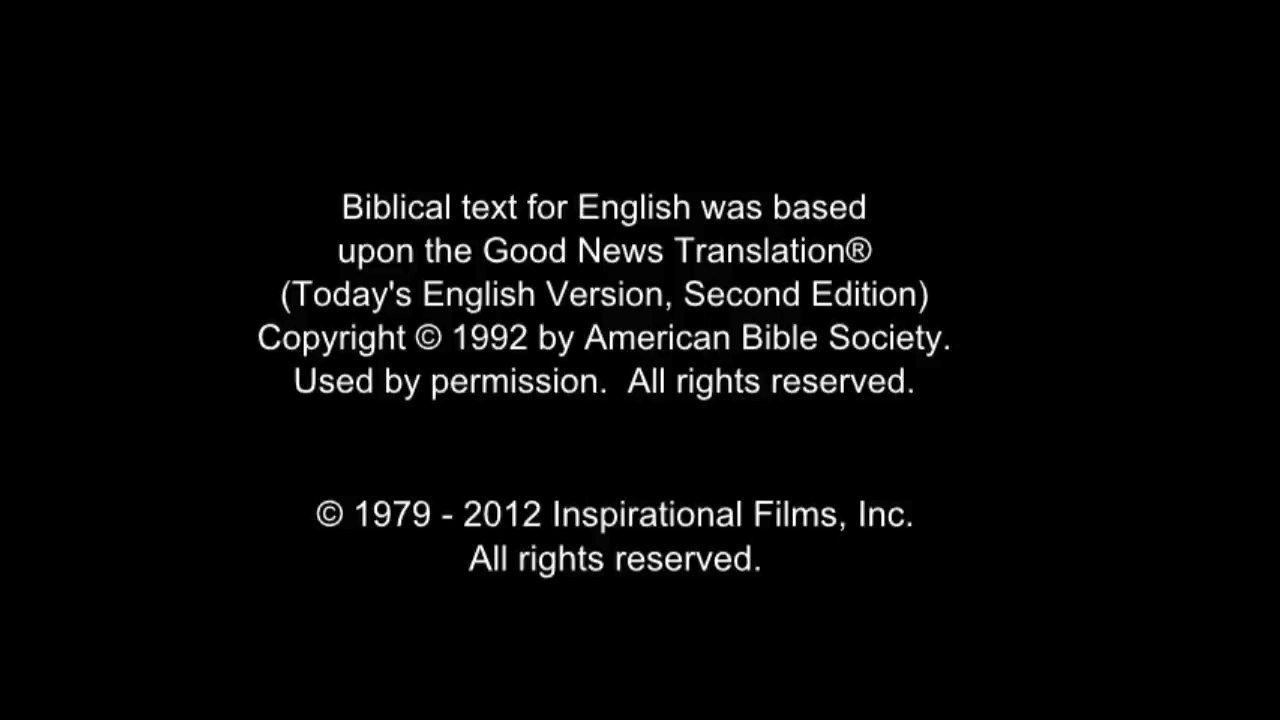 Biblical text for English was based
upon the Good News Translation®
(Today's English Version, Second Edition)
Copyright © 1992 by American Bible Society.
Used by permission.  All rights reserved.
© 1979 - 2012 Inspirational Films, Inc.
All rights reserved.